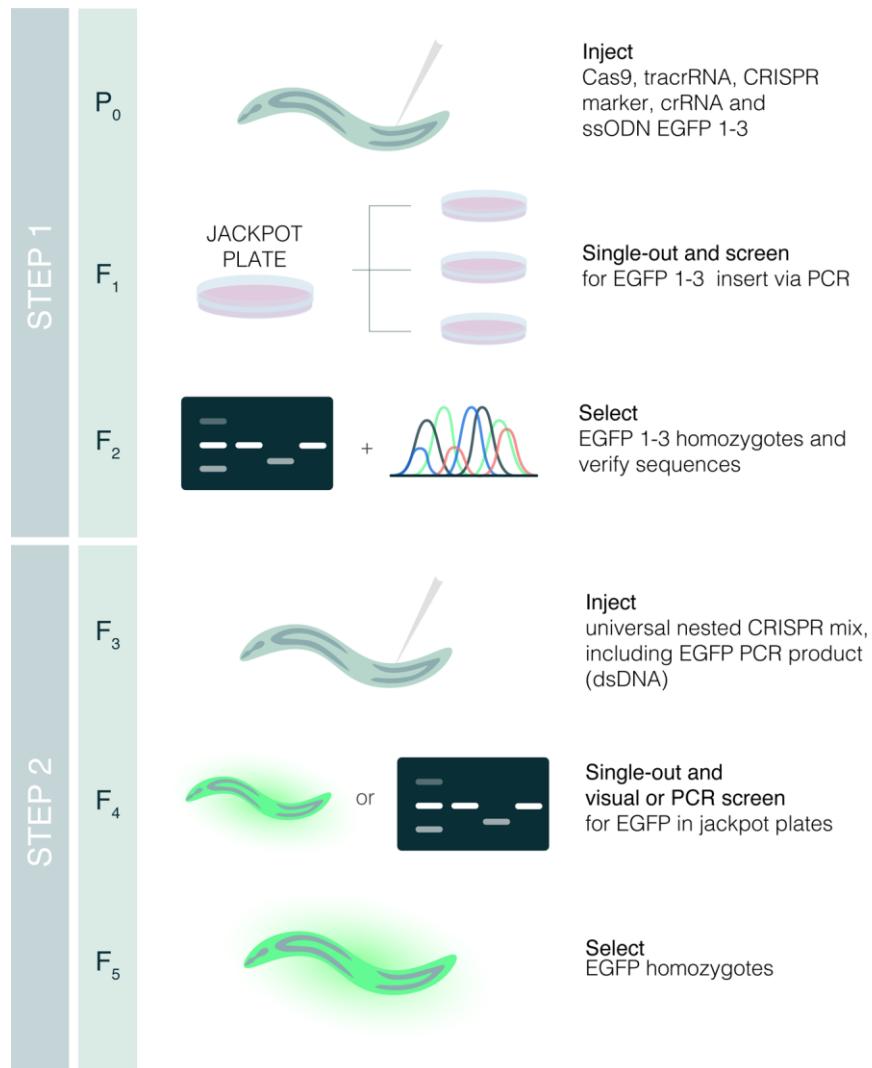 STEP 1
P0
Inject
Cas9, tracrRNA, CRISPR
marker, crRNA and
ssODN EGFP 1-3
F1
JACKPOT
PLATE
Single-out and screen
for EGFP 1-3 insert via PCR
F2
+
Select
EGFP 1-3 homozygotes and
verify sequences
STEP 2
F3
Inject
universal nested CRISPR mix,
including EGFP PCR product
(dsDNA)
F4
or
Single-out and
visual or PCR screen
for EGFP in jackpot plates
F5
Select
EGFP homozygotes